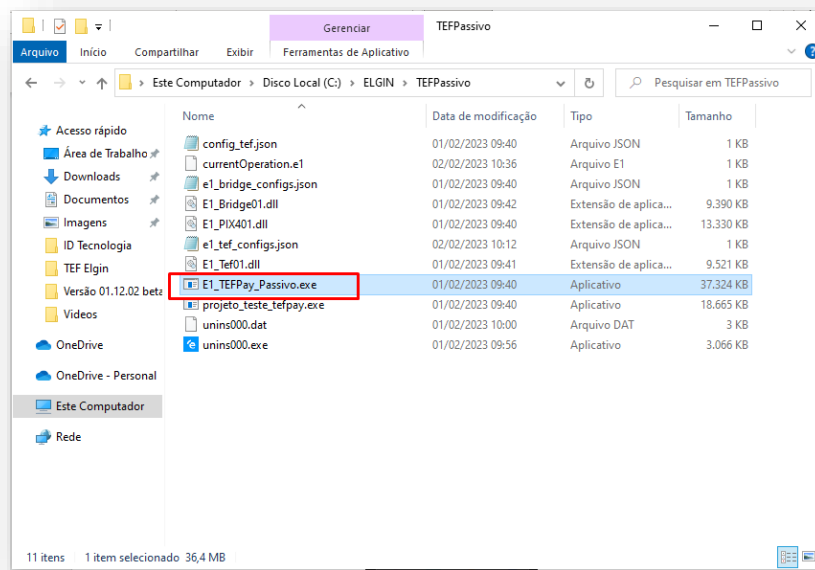 Gerenciar TEFPassivo
Arquivo Início Compartilhar Exibir Ferramentas de Aplicativo
Este Computador > Disco Local (C:) > ELGIN > TEFPassivo Pesquisar em TEFPassivo
Nome Data de modificação Tipo Tamanho
Acesso rápido
Área de Trabalho
Downloads
Documentos
Imagens
ID Tecnologia
TEF Elgin
Versão 01.12.02 beta
Videos
OneDrive
OneDrive - Personal
Este Computador
Rede
config_tef.json 01/02/2023 09:40 Arquivo JSON 1 KB
currentOperation.e1 02/02/2023 10:36 Arquivo E1 1 KB
e1_bridge_configs.json 01/02/2023 09:40 Arquivo JSON 1 KB
E1_Bridge01.dll 01/02/2023 09:42 Extensão de aplica... 9.390 KB
E1_PIX401.dll 01/02/2023 09:40 Extensão de aplica... 13.330 KB
e1_tef_configs.json 02/02/2023 10:12 Arquivo JSON 1 KB
E1_Tef01.dll 01/02/2023 09:41 Extensão de aplica... 9.521 KB
E1_TEFPay_Passivo.exe 01/02/2023 09:40 Aplicativo 37.324 KB
projeto_teste_tefpay.exe 01/02/2023 09:40 Aplicativo 18.665 KB
unins000.dat 01/02/2023 10:00 Arquivo DAT 3 KB
unins000.exe 01/02/2023 09:56 Aplicativo 3.066 KB
11 itens 1 item selecionado 36,4 MB